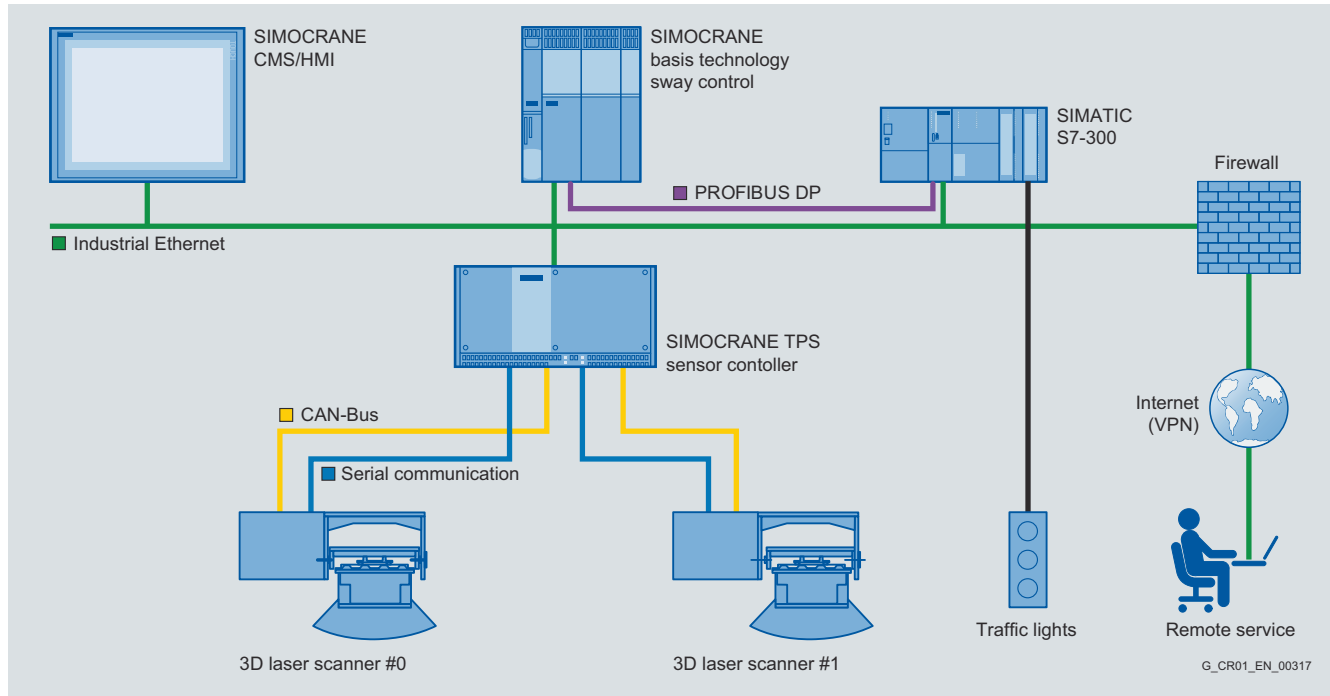 SIMOCRANE
CMS/HMI
SIMOCRANE
basis technology
sway control
SIMATIC
S7-300
Firewall
PROFIBUS DP
Industrial Ethernet
SIMOCRANE TPS
sensor contoller
CAN-Bus
Internet
(VPN)
Serial communication
Traffic lights
Remote service
3D laser scanner #0
3D laser scanner #1
G_CR01_EN_00317